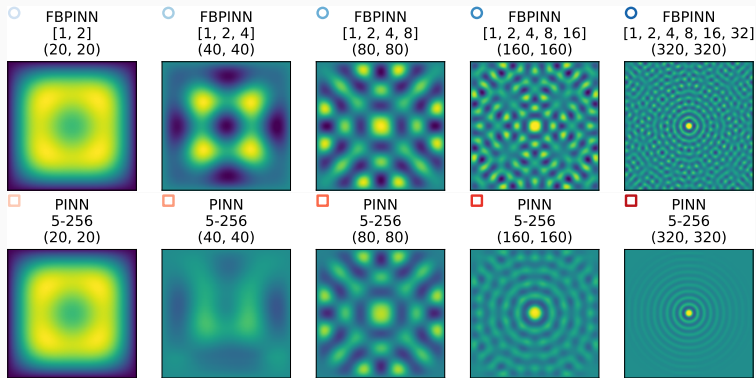 FBPINN
[1, 2]
(20, 20)
FBPINN
[1, 2, 4]
(40, 40)
FBPINN
[1, 2, 4, 8]
(80, 80)
FBPINN
[1, 2, 4, 8, 16]
(160, 160)
FBPINN
[1, 2, 4, 8, 16, 32]
(320, 320)
PINN
5-256
(20, 20)
PINN
5-256
(40, 40)
PINN
5-256
(80, 80)
PINN
5-256
(160, 160)
PINN
5-256
(320, 320)